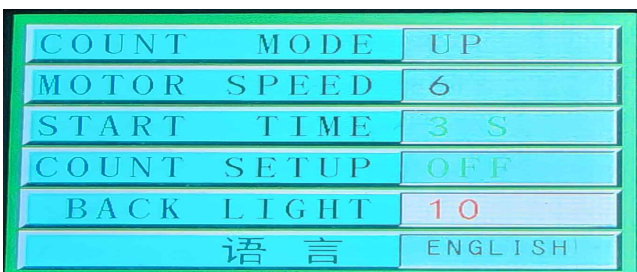 COUNT MODE UP
MOTOR SPEED 6
START TIME 3 S
COUNT SETUP OFF
BACK LIGHT 10
语言 ENGLISH